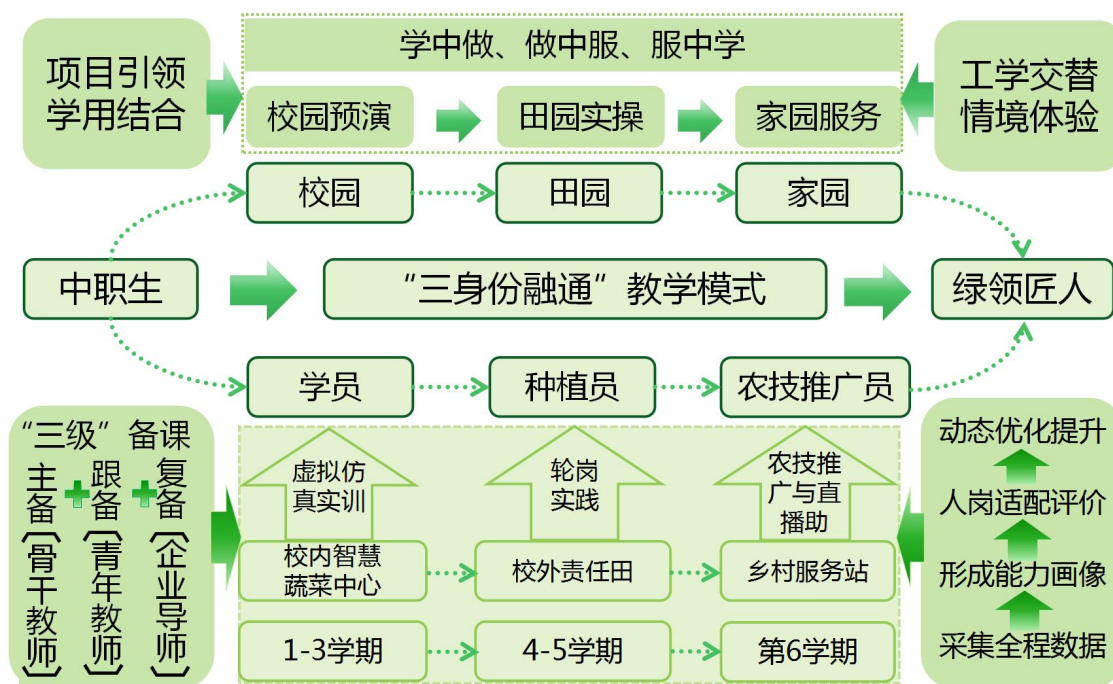 项目引领
学用结合
学中做、做中服、服中学
校园预演
田园实操
家园服务
工学交替
情境体验
校园
田园
家园
中职生
“三身份融通”教学模式
绿领匠人
学员
种植员
农技推广员
“三级”备课
主备（骨干教师）
跟备（青年教师）
复备（企业导师）
虚拟仿
真实训
轮岗
实践
农技推
广与直
播助
校内智慧
蔬菜中心
校外责任田
乡村服务站
1-3学期
4-5学期
第6学期
动态优化提升
人岗适配评价
形成能力画像
采集全程数据